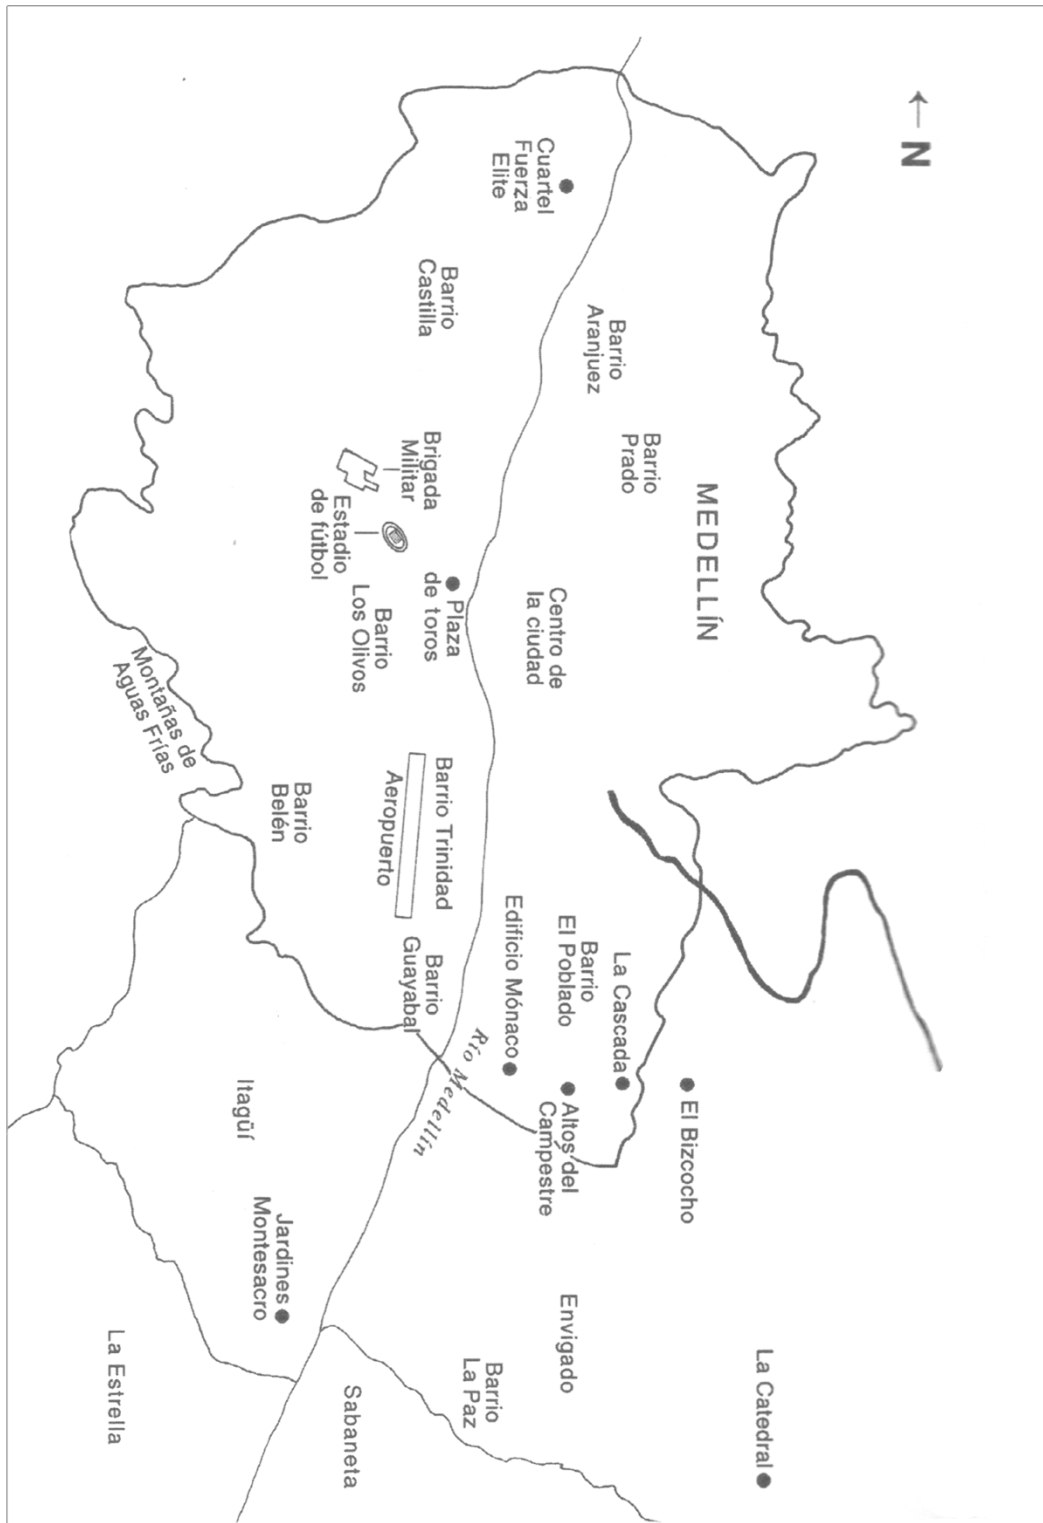 N
MEDELLÍN
Cuartel
Fuerza
Elite
Barrio
Castilla
Barrio
Aranjuez
Barrio
Prado
Brigada
Militar
Estadio
de fútbol
Plaza
de toros
Barrio
Los Olivos
Centro de
la ciudad
Montañas de
Aguas Frías
Barrio
Belén
Barrio Trinidad
Aeropuerto
Barrio
Guayabal
Edificio Mónaco
Barrio
El Poblado
La Cascada
Río Medellín
Altos del
Campestre
El Bizcocho
Itagüí
Jardines
Montesacro
Envigado
Barrio
La Paz
La Catedral
Sabaneta
La Estrella